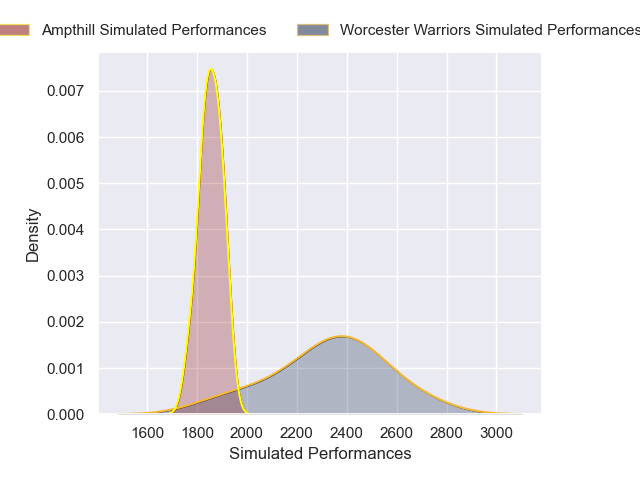 Ampthill Simulated Performances Worcester Warriors Simulated Performances
0.007
0.006
0.005
0.004
0.003
0.002
0.001
0.000
Density
1600 1800 2000 2200 2400 2600 2800 3000
Simulated Performances